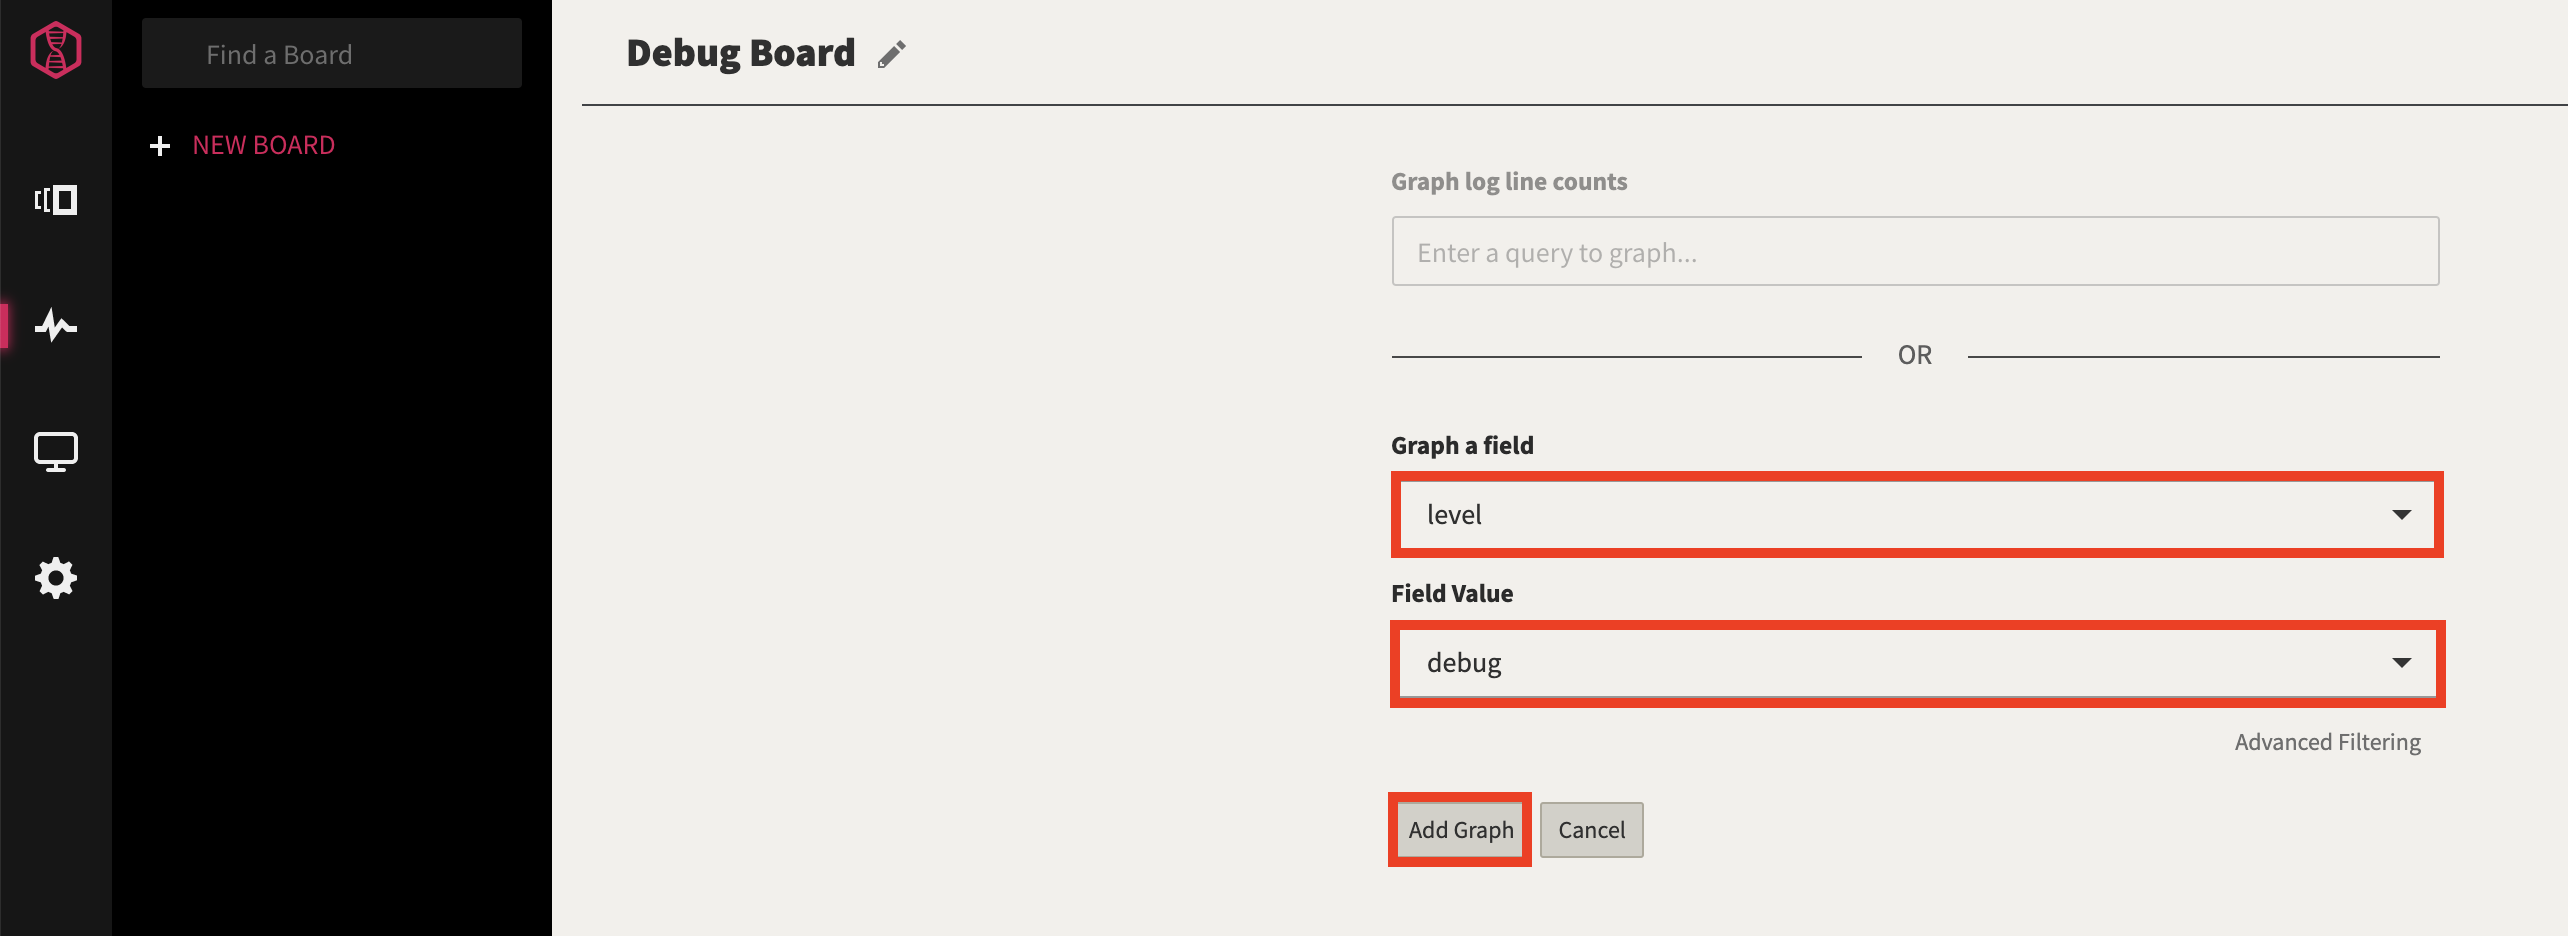 Find a Board
NEW BOARD
Debug Board
Graph log line counts
Enter a query to graph...
OR
Graph a field
level
Field Value
debug
Advanced Filtering
Add Graph
Cancel